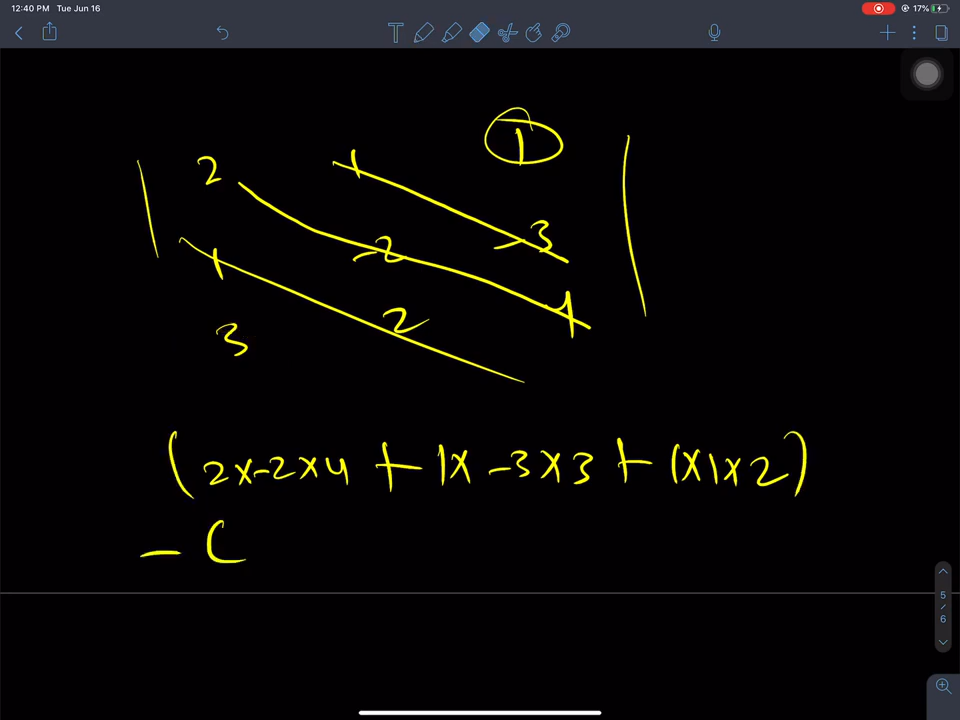 12:40 PM Tue Jun 16
17%
T
2 1 1
1 -2 -3
3 2 4
(2x-2x4 + 1x -3x3 + 1x1x2)
- (
5
/
6